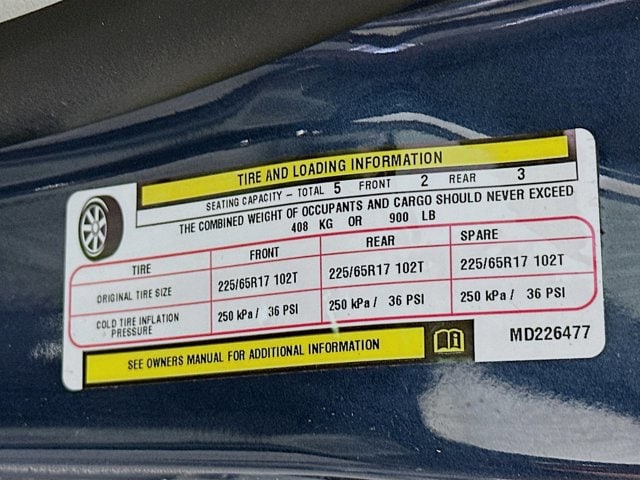 TIRE AND LOADING INFORMATION
SEATING CAPACITY – TOTAL 5 FRONT 2 REAR 3
THE COMBINED WEIGHT OF OCCUPANTS AND CARGO SHOULD NEVER EXCEED
408 KG OR 900 LB
TIRE FRONT REAR SPARE
ORIGINAL TIRE SIZE 225/65R17 102T 225/65R17 102T 225/65R17 102T
COLD TIRE INFLATION
PRESSURE 250 kPa / 36 PSI 250 kPa / 36 PSI 250 kPa / 36 PSI
SEE OWNERS MANUAL FOR ADDITIONAL INFORMATION
MD226477